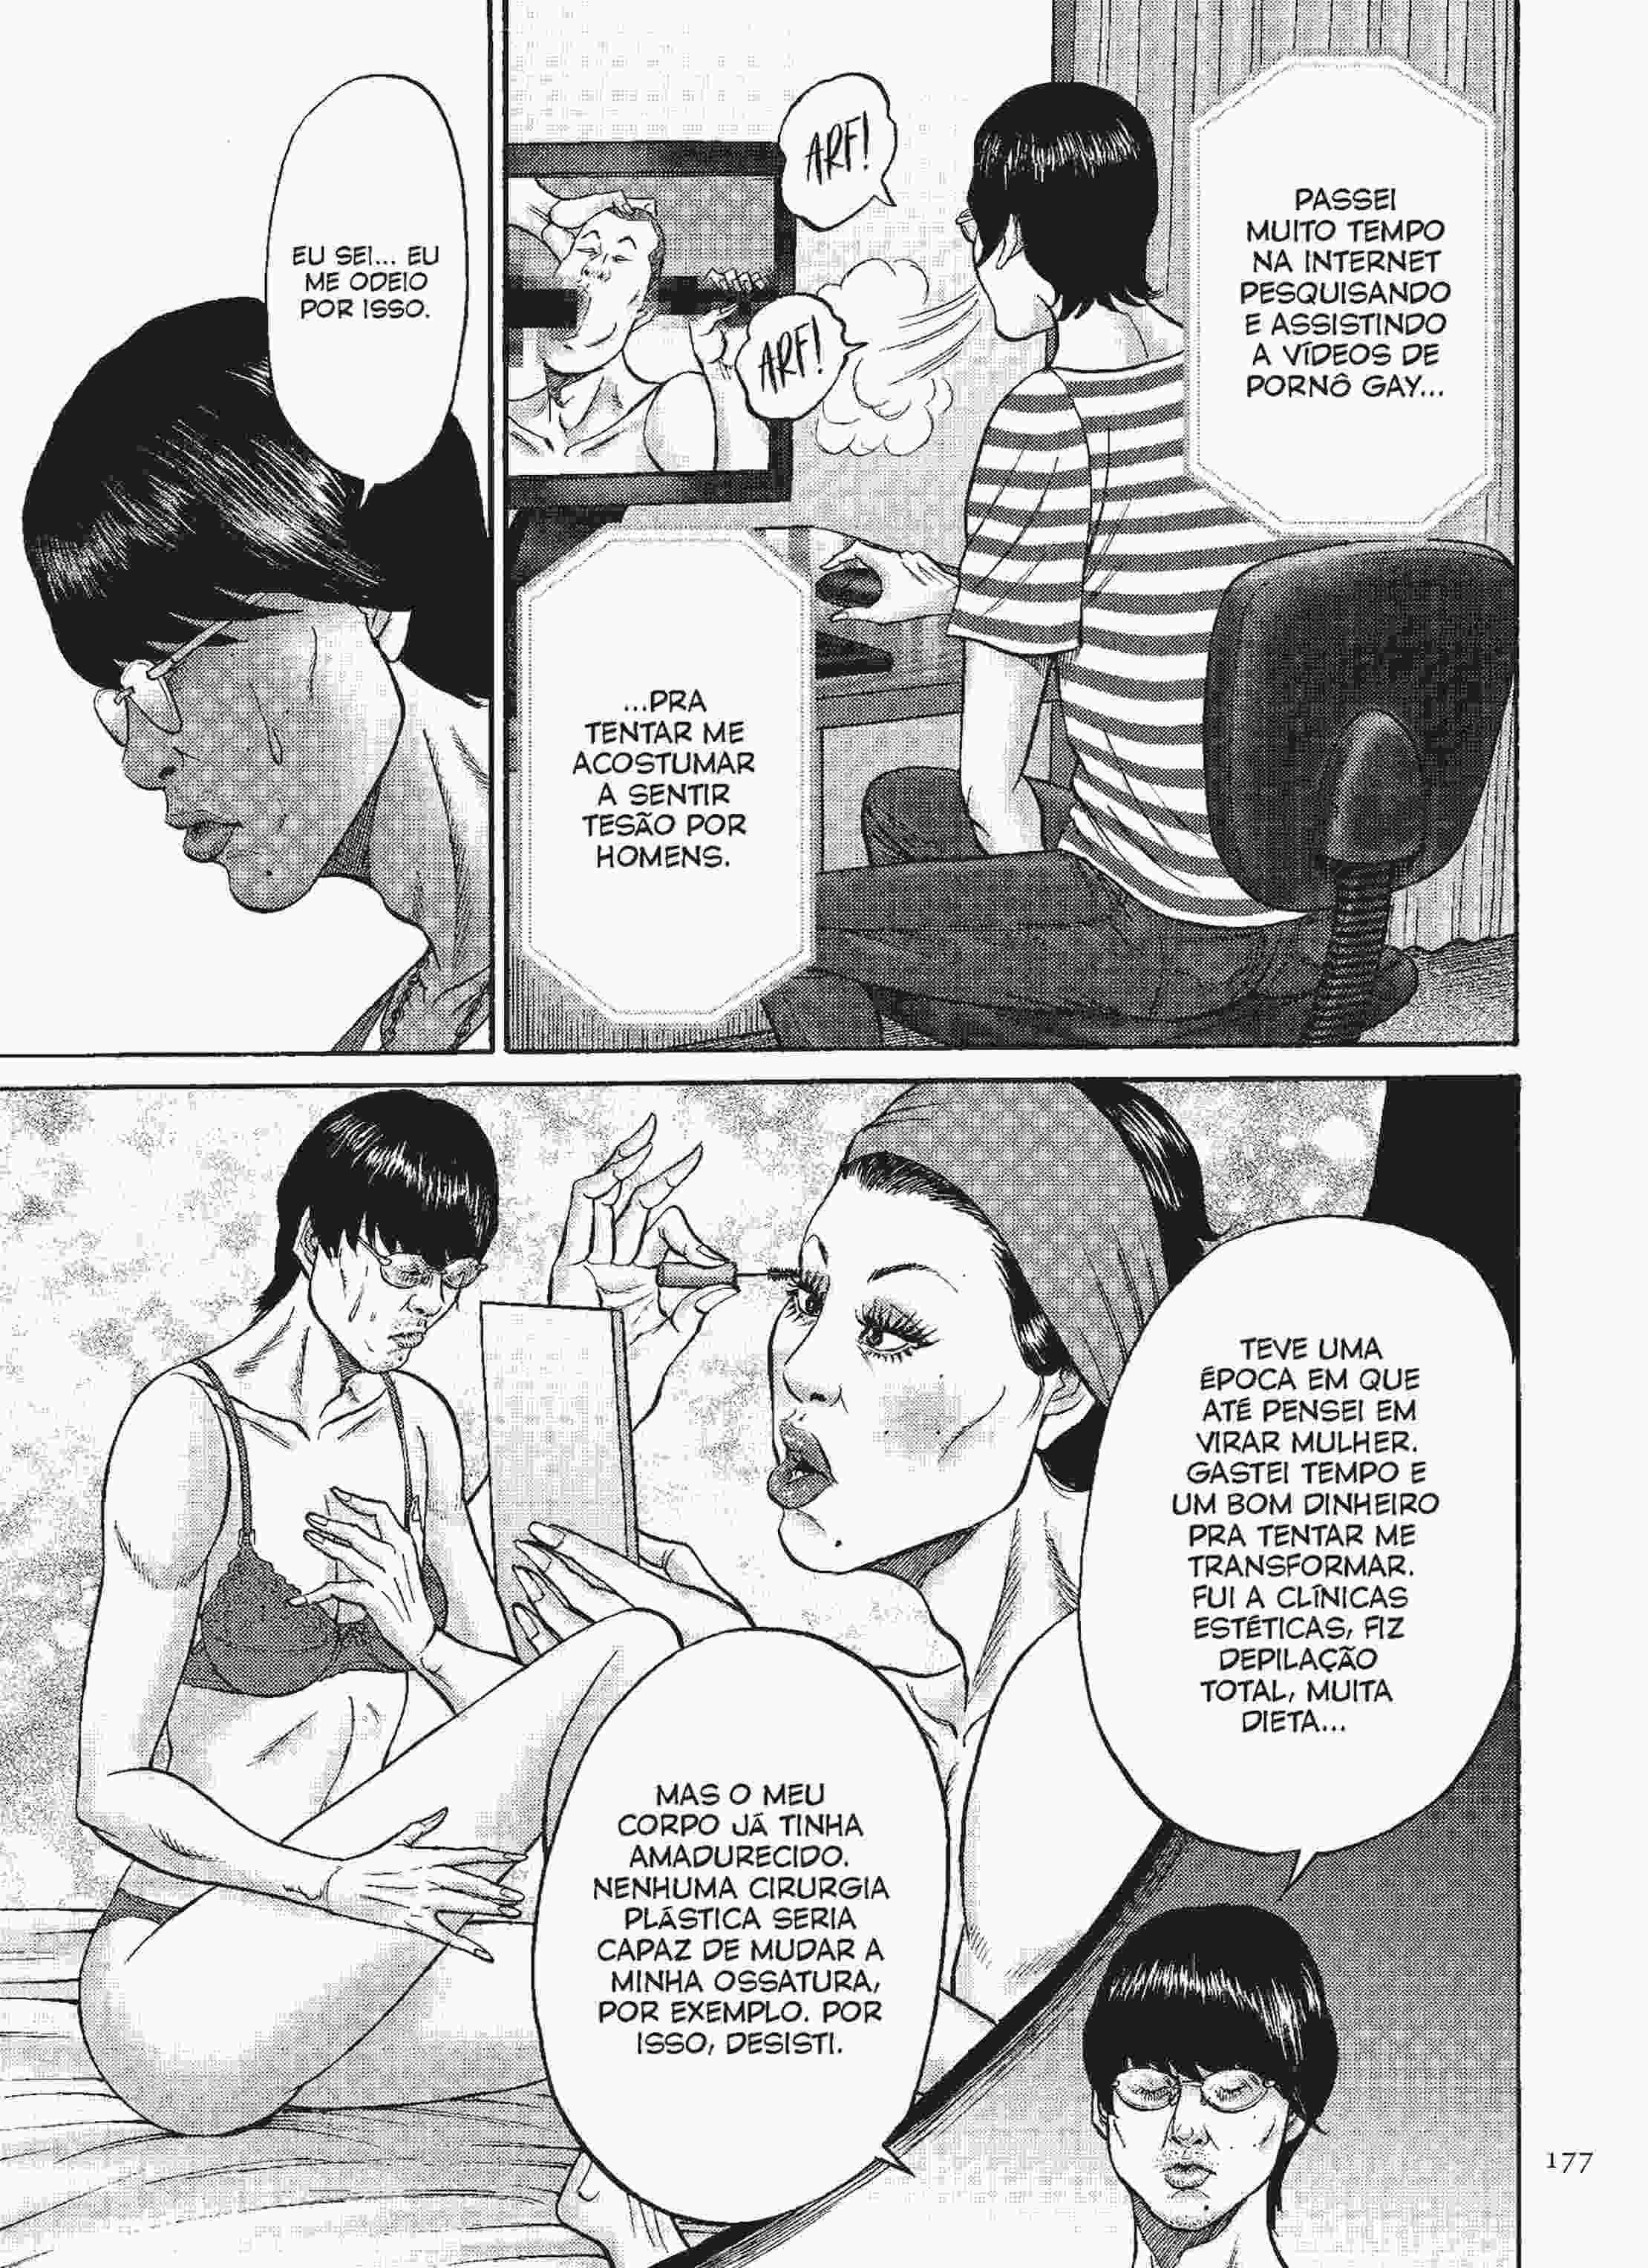 PASSEI
MUITO TEMPO
NA INTERNET
PESQUISANDO
E ASSISTINDO
A VÍDEOS DE
PORNÔ GAY...
ARF!
ARF!
...PRA
TENTAR ME
ACOSTUMAR
A SENTIR
TESÃO POR
HOMENS.
EU SEI... EU
ME ODEIO
POR ISSO.
TEVE UMA
ÉPOCA EM QUE
ATÉ PENSEI EM
VIRAR MULHER.
GASTEI TEMPO E
UM BOM DINHEIRO
PRA TENTAR ME
TRANSFORMAR.
FUI A CLÍNICAS
ESTÉTICAS, FIZ
DEPILAÇÃO
TOTAL, MUITA
DIETA...
MAS O MEU
CORPO JÁ TINHA
AMADURECIDO.
NENHUMA CIRURGIA
PLÁSTICA SERIA
CAPAZ DE MUDAR A
MINHA OSSATURA,
POR EXEMPLO. POR
ISSO, DESISTI.
177